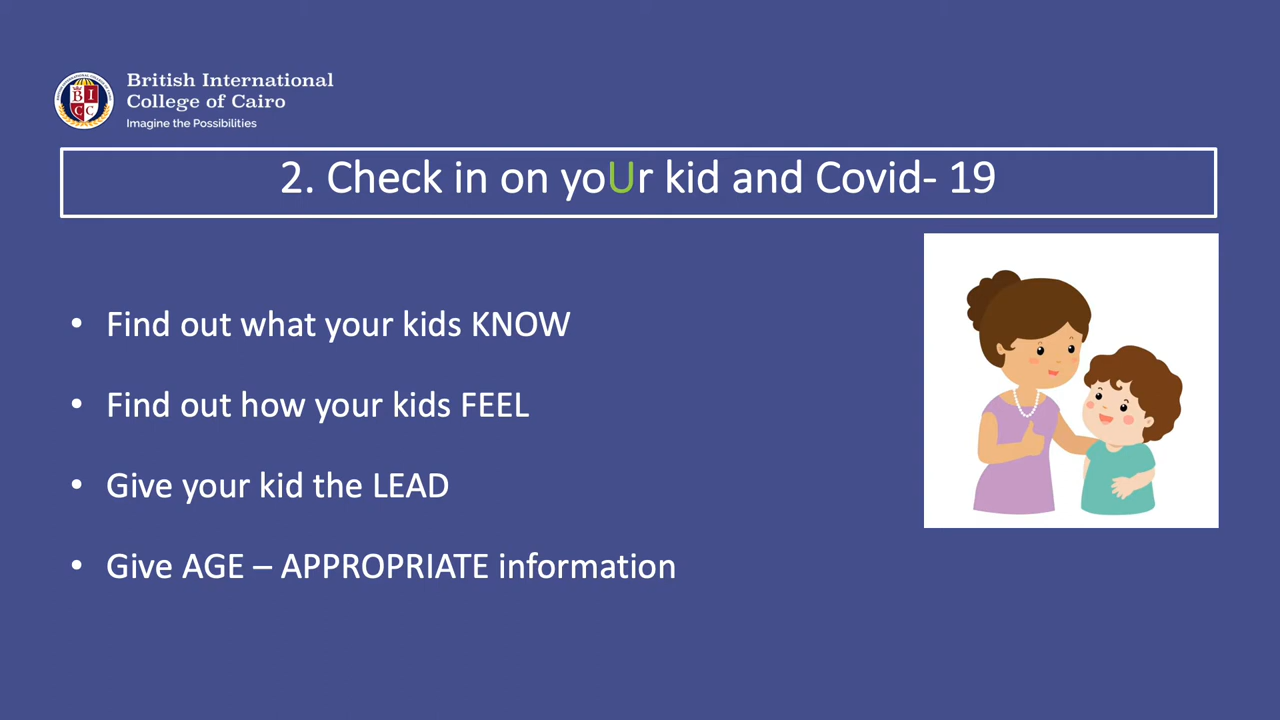 British International
College of Cairo
Imagine the Possibilities
B I
C C
2. Check in on yoUr kid and Covid- 19
• Find out what your kids KNOW
• Find out how your kids FEEL
• Give your kid the LEAD
• Give AGE – APPROPRIATE information